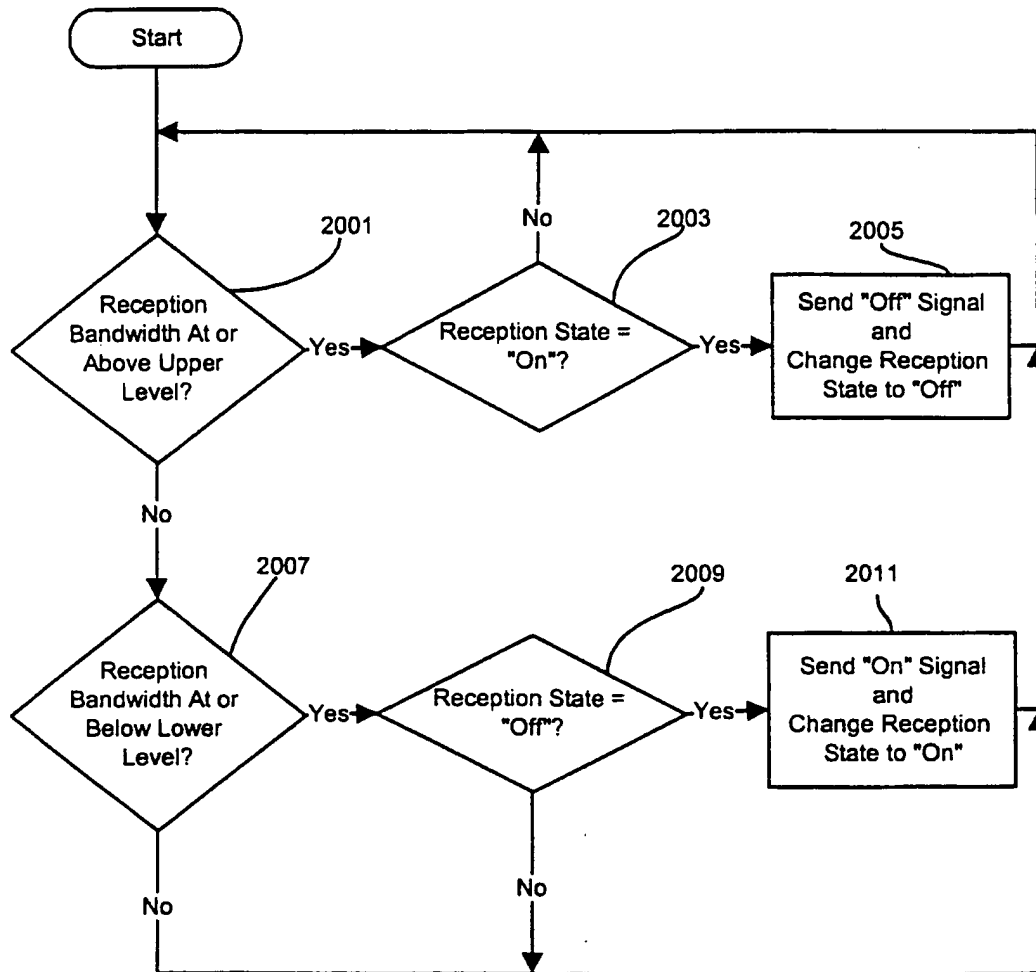 Start
No
2001
2003
2005
Reception
Bandwidth At or
Above Upper
Level?
Yes
Reception State =
"On"?
Yes
Send "Off" Signal
and
Change Reception
State to "Off"
No
2007
2009
2011
Reception
Bandwidth At or
Below Lower
Level?
Yes
Reception State =
"Off"?
Yes
Send "On" Signal
and
Change Reception
State to "On"
No
No